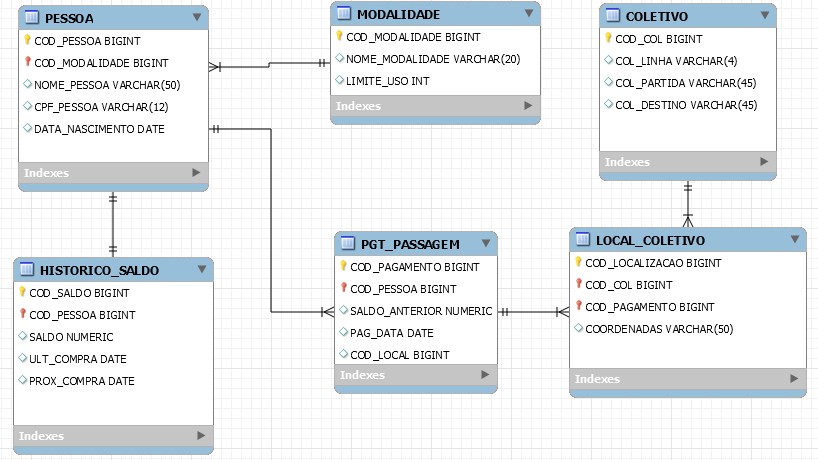 PESSOA
COD_PESSOA BIGINT
COD_MODALIDADE BIGINT
NOME_PESSOA VARCHAR(50)
CPF_PESSOA VARCHAR(12)
DATA_NASCIMENTO DATE
Indexes
MODALIDADE
COD_MODALIDADE BIGINT
NOME_MODALIDADE VARCHAR(20)
LIMITE_USO INT
Indexes
COLETIVO
COD_COL BIGINT
COL_LINHA VARCHAR(4)
COL_PARTIDA VARCHAR(45)
COL_DESTINO VARCHAR(45)
Indexes
HISTORICO_SALDO
COD_SALDO BIGINT
COD_PESSOA BIGINT
SALDO NUMERIC
ULT_COMPRA DATE
PROX_COMPRA DATE
Indexes
PGT_PASSAGEM
COD_PAGAMENTO BIGINT
COD_PESSOA BIGINT
SALDO_ANTERIOR NUMERIC
PAG_DATA DATE
COD_LOCAL BIGINT
Indexes
LOCAL_COLETIVO
COD_LOCALIZACAO BIGINT
COD_COL BIGINT
COD_PAGAMENTO BIGINT
COORDENADAS VARCHAR(50)
Indexes